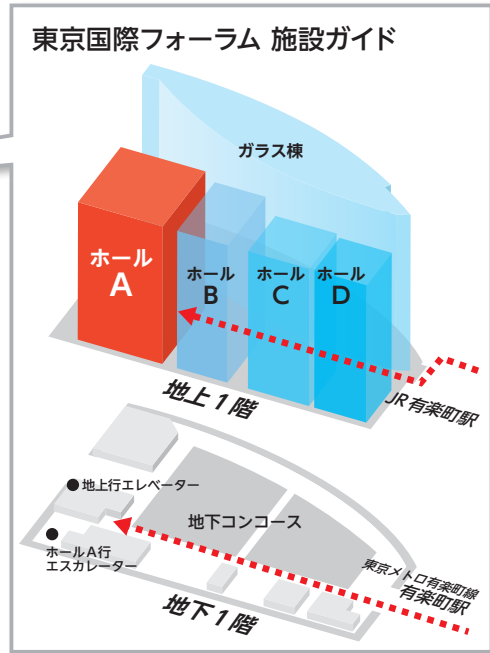 東京国際フォーラム 施設ガイド
ガラス棟
ホール
A
ホール
B
ホール
C
ホール
D
地上1階
JR有楽町駅
地上行エレベーター
地下コンコース
ホールA行
エスカレーター
東京メトロ有楽町線
有楽町駅
地下1階